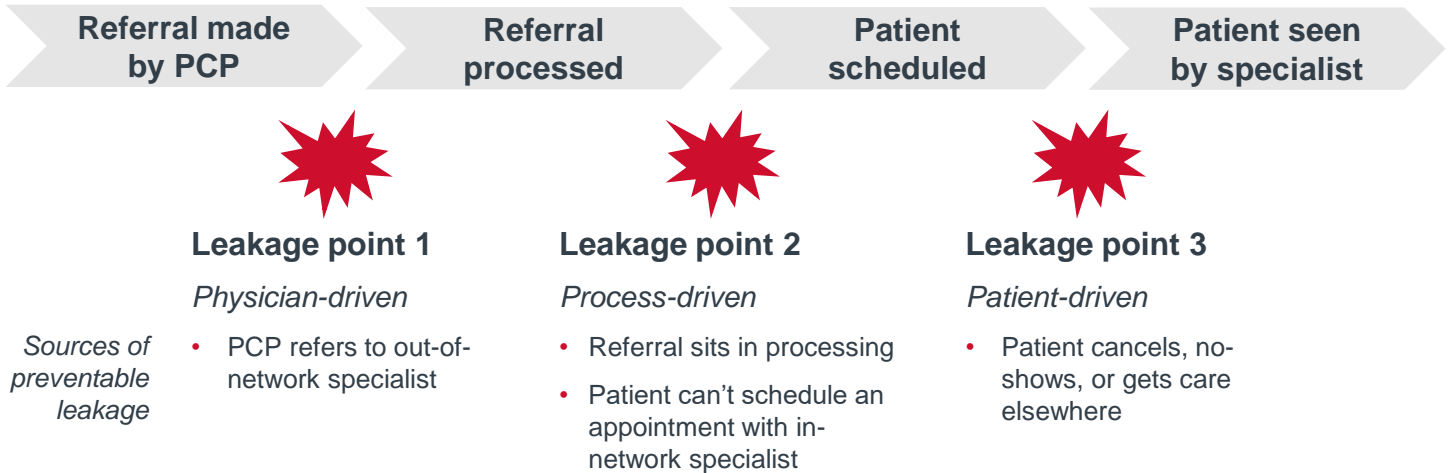 Referral made
by PCP
Referral
processed
Patient
scheduled
Patient seen
by specialist
Leakage point 1
Physician-driven
Leakage point 2
Process-driven
Leakage point 3
Patient-driven
Sources of
preventable
leakage
• PCP refers to out-of-
network specialist
• Referral sits in processing
• Patient can’t schedule an
appointment with in-
network specialist
• Patient cancels, no-
shows, or gets care
elsewhere